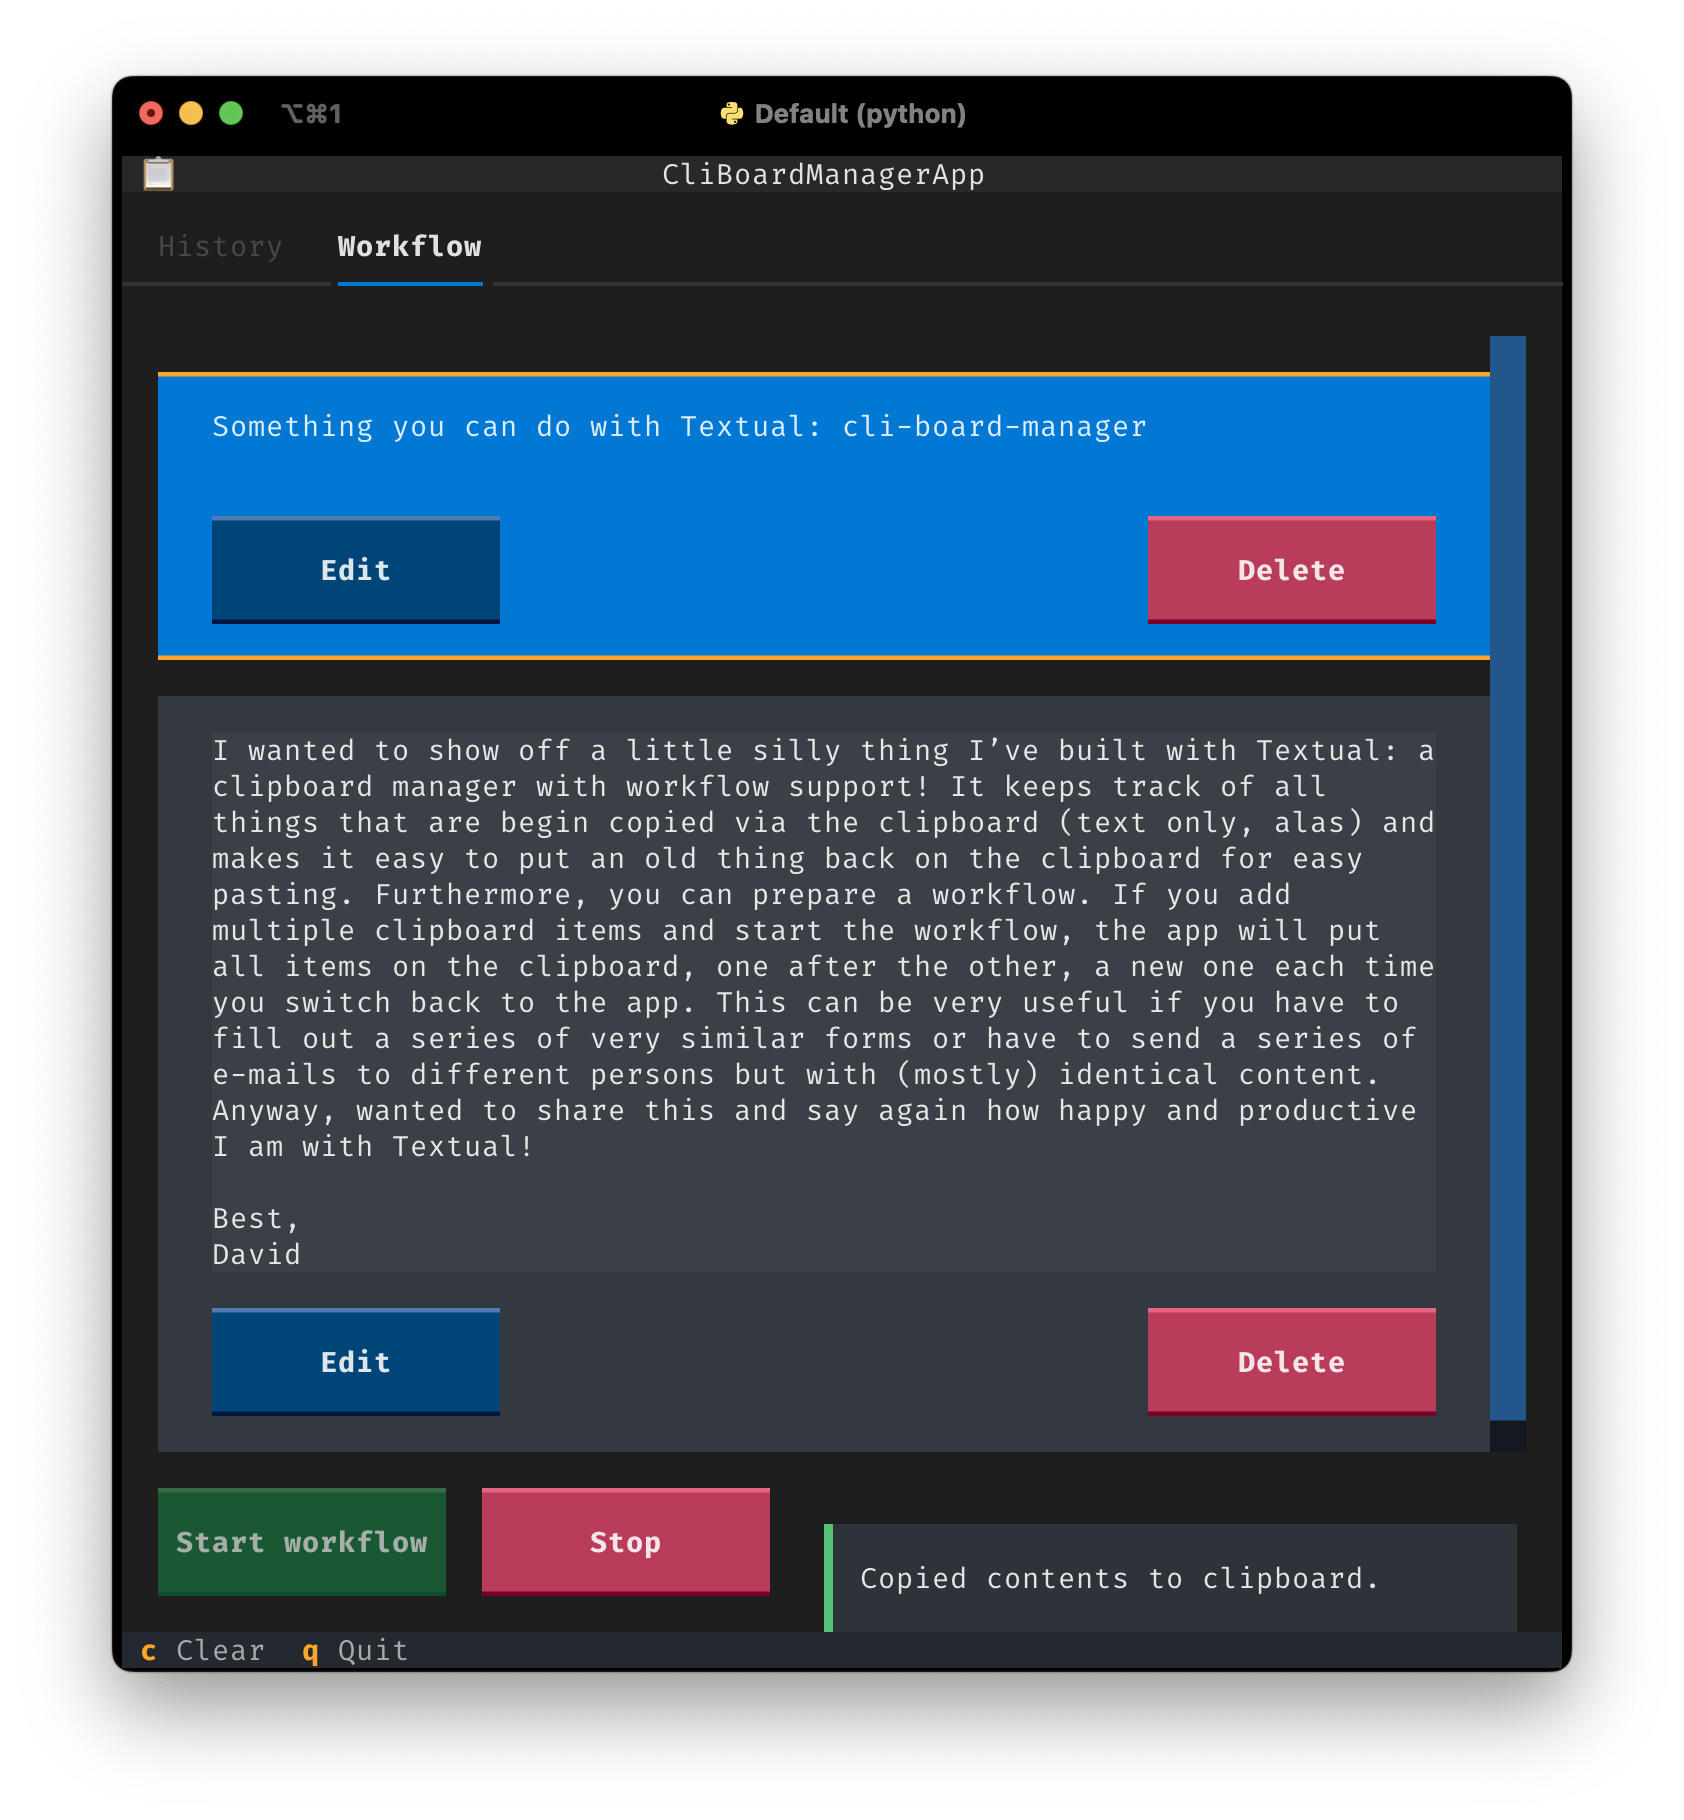 ⌥⌘1 Default (python)
CliBoardManagerApp
History Workflow
Something you can do with Textual: cli-board-manager
Edit Delete
I wanted to show off a little silly thing I’ve built with Textual: a
clipboard manager with workflow support! It keeps track of all
things that are begin copied via the clipboard (text only, alas) and
makes it easy to put an old thing back on the clipboard for easy
pasting. Furthermore, you can prepare a workflow. If you add
multiple clipboard items and start the workflow, the app will put
all items on the clipboard, one after the other, a new one each time
you switch back to the app. This can be very useful if you have to
fill out a series of very similar forms or have to send a series of
e-mails to different persons but with (mostly) identical content.
Anyway, wanted to share this and say again how happy and productive
I am with Textual!
Best,
David
Edit Delete
Start workflow Stop
Copied contents to clipboard.
c Clear q Quit